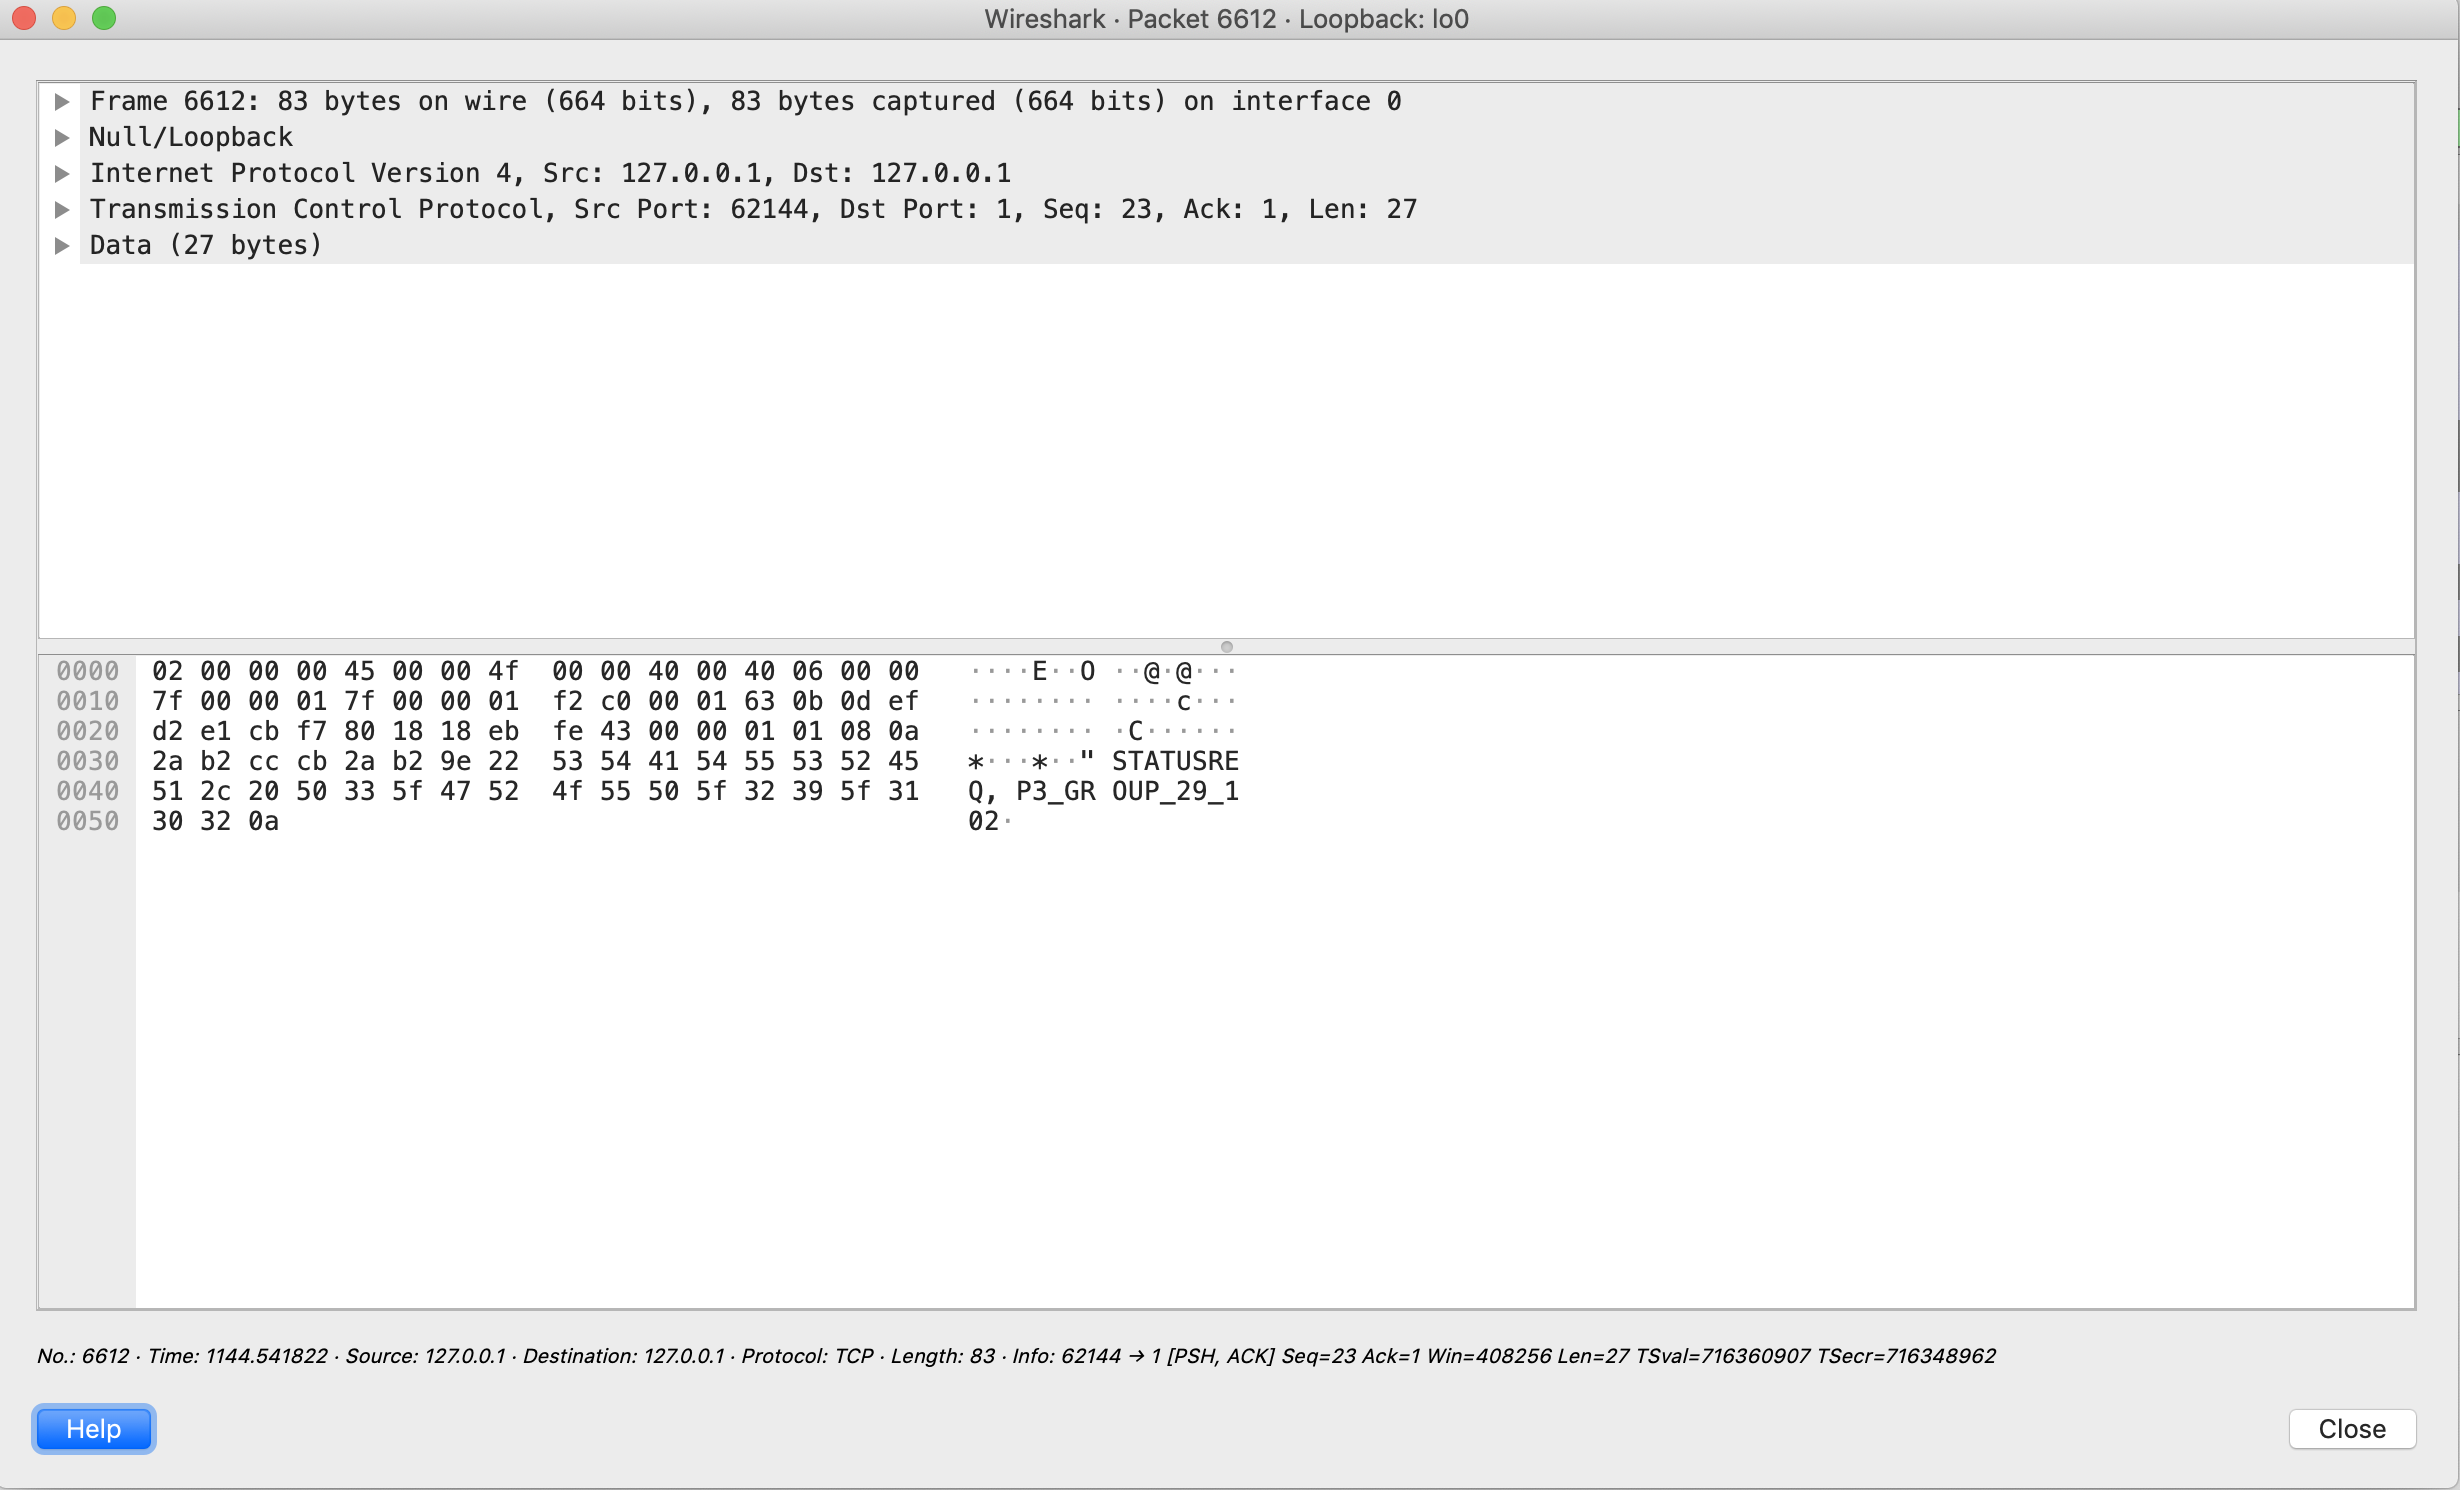 Wireshark · Packet 6612 · Loopback: lo0
Frame 6612: 83 bytes on wire (664 bits), 83 bytes captured (664 bits) on interface 0
Null/Loopback
Internet Protocol Version 4, Src: 127.0.0.1, Dst: 127.0.0.1
Transmission Control Protocol, Src Port: 62144, Dst Port: 1, Seq: 23, Ack: 1, Len: 27
Data (27 bytes)
0000 02 00 00 00 45 00 00 4f 00 00 40 00 40 06 00 00 ····E··O ··@·@···
0010 7f 00 00 01 7f 00 00 01 f2 c0 00 01 63 0b 0d ef ········ ····c···
0020 d2 e1 cb f7 80 18 18 eb fe 43 00 00 01 01 08 0a ········ ·C······
0030 2a b2 cc cb 2a b2 9e 22 53 54 41 54 55 53 52 45 *···*··" STATUSRE
0040 51 2c 20 50 33 5f 47 52 4f 55 50 5f 32 39 5f 31 Q, P3_GR OUP_29_1
0050 30 32 0a 02·
No.: 6612 · Time: 1144.541822 · Source: 127.0.0.1 · Destination: 127.0.0.1 · Protocol: TCP · Length: 83 · Info: 62144 → 1 [PSH, ACK] Seq=23 Ack=1 Win=408256 Len=27 TSval=716360907 TSecr=716348962
Help
Close